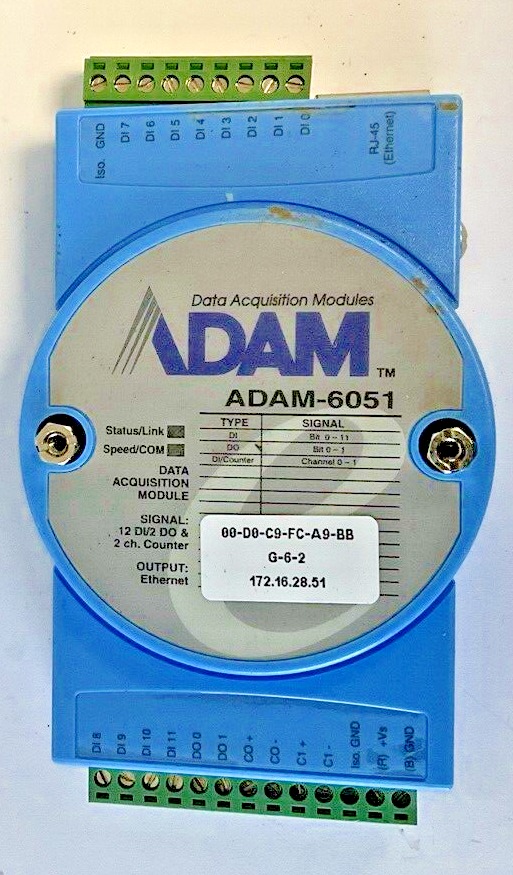 Iso. GND DI 7 DI 6 DI 5 DI 4 DI 3 DI 2 DI 1 DI 0
RJ-45
(Ethernet)
Data Acquisition Modules
ADAM™
ADAM-6051
TYPE SIGNAL
DI Bit 0 ~ 11
DO Bit 0 ~ 1
DI/Counter Channel 0 ~ 1
Status/Link
Speed/COM
DATA
ACQUISITION
MODULE
SIGNAL:
12 DI/2 DO &
2 ch. Counter
OUTPUT:
Ethernet
00-D0-C9-FC-A9-BB
G-6-2
172.16.28.51
DI 8 DI 9 DI 10 DI 11 DO 0 DO 1 CO + CO - C1 + C1 - Iso. GND (R) +Vs (B) GND